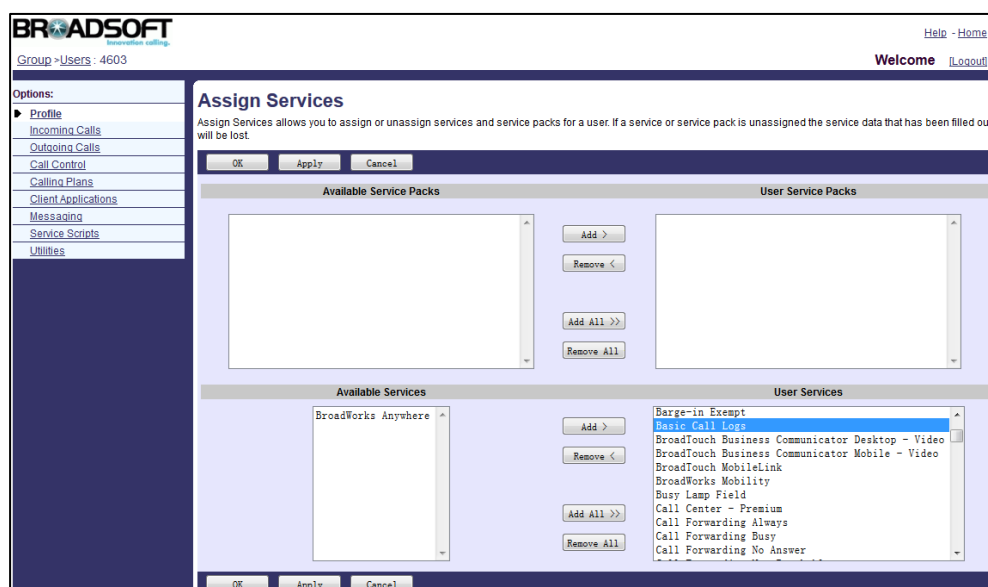 BROADSOFT
Innovation calling.
Help - Home
Group >Users : 4603
Welcome [Logout]
Options:
Profile
Incoming Calls
Outgoing Calls
Call Control
Calling Plans
Client Applications
Messaging
Service Scripts
Utilities
Assign Services
Assign Services allows you to assign or unassign services and service packs for a user. If a service or service pack is unassigned the service data that has been filled ou
will be lost.
OK Apply Cancel
Available Service Packs User Service Packs
Add >
Remove <
Add All >>
Remove All
Available Services User Services
BroadWorks Anywhere
Add >
Remove <
Add All >>
Remove All
Barge-in Exempt
Basic Call Logs
BroadTouch Business Communicator Desktop - Video
BroadTouch Business Communicator Mobile - Video
BroadTouch MobileLink
BroadWorks Mobility
Busy Lamp Field
Call Center - Premium
Call Forwarding Always
Call Forwarding Busy
Call Forwarding No Answer
OK Apply Cancel